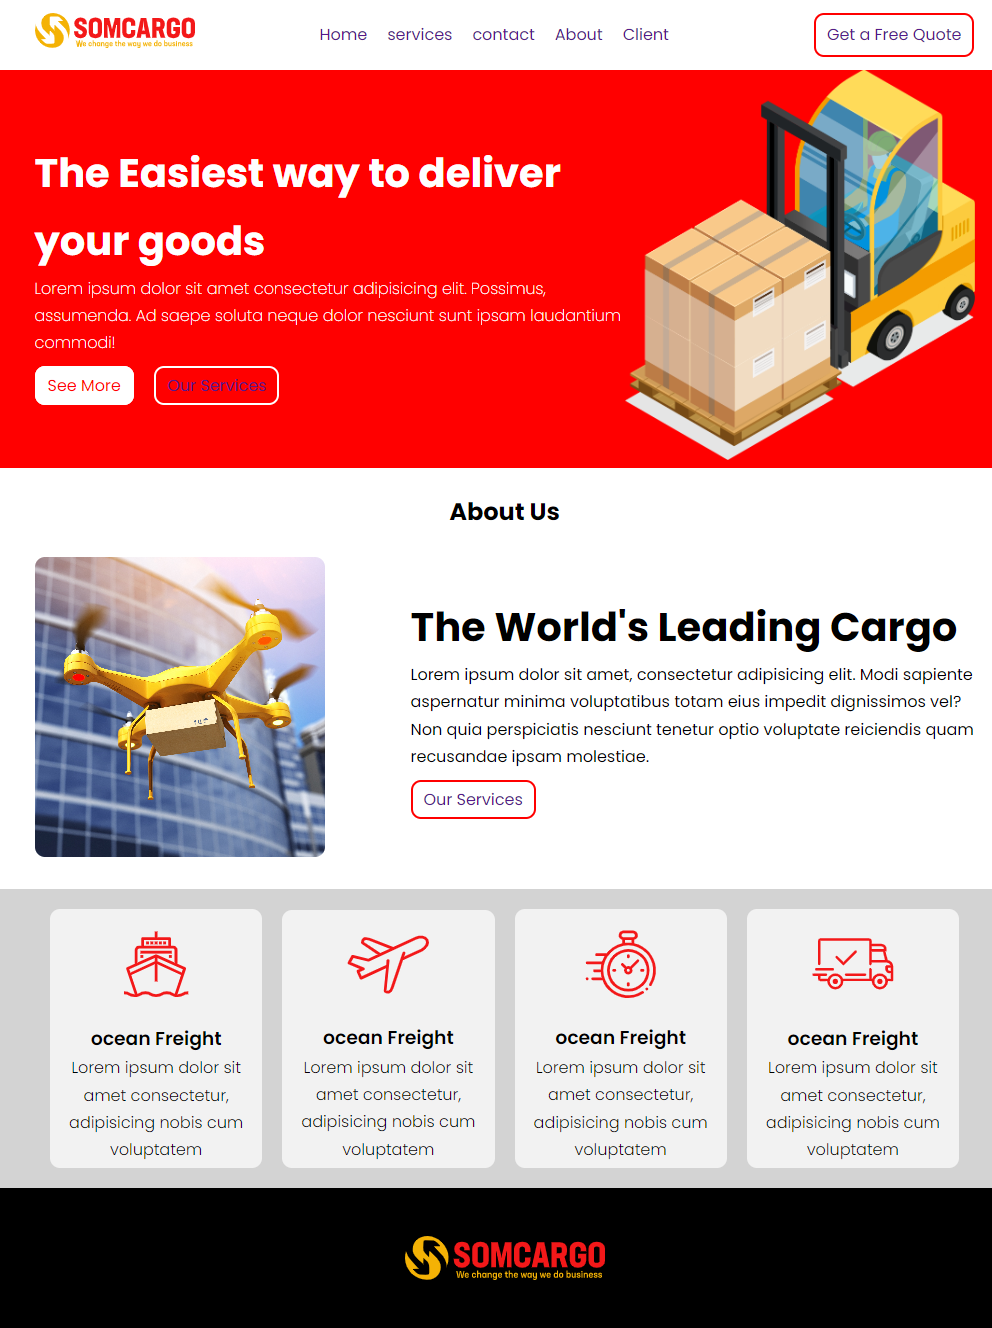 SOMCARGO
We change the way we do business
Home services contact About Client
Get a Free Quote
The Easiest way to deliver
your goods
Lorem ipsum dolor sit amet consectetur adipisicing elit. Possimus,
assumenda. Ad saepe soluta neque dolor nesciunt sunt ipsam laudantium
commodi!
See More
Our Services
About Us
The World's Leading Cargo
Lorem ipsum dolor sit amet, consectetur adipisicing elit. Modi sapiente
aspernatur minima voluptatibus totam eius impedit dignissimos vel?
Non quia perspiciatis nesciunt tenetur optio voluptate reiciendis quam
recusandae ipsam molestiae.
Our Services
ocean Freight
Lorem ipsum dolor sit
amet consectetur,
adipisicing nobis cum
voluptatem
ocean Freight
Lorem ipsum dolor sit
amet consectetur,
adipisicing nobis cum
voluptatem
ocean Freight
Lorem ipsum dolor sit
amet consectetur,
adipisicing nobis cum
voluptatem
ocean Freight
Lorem ipsum dolor sit
amet consectetur,
adipisicing nobis cum
voluptatem
SOMCARGO
We change the way we do business